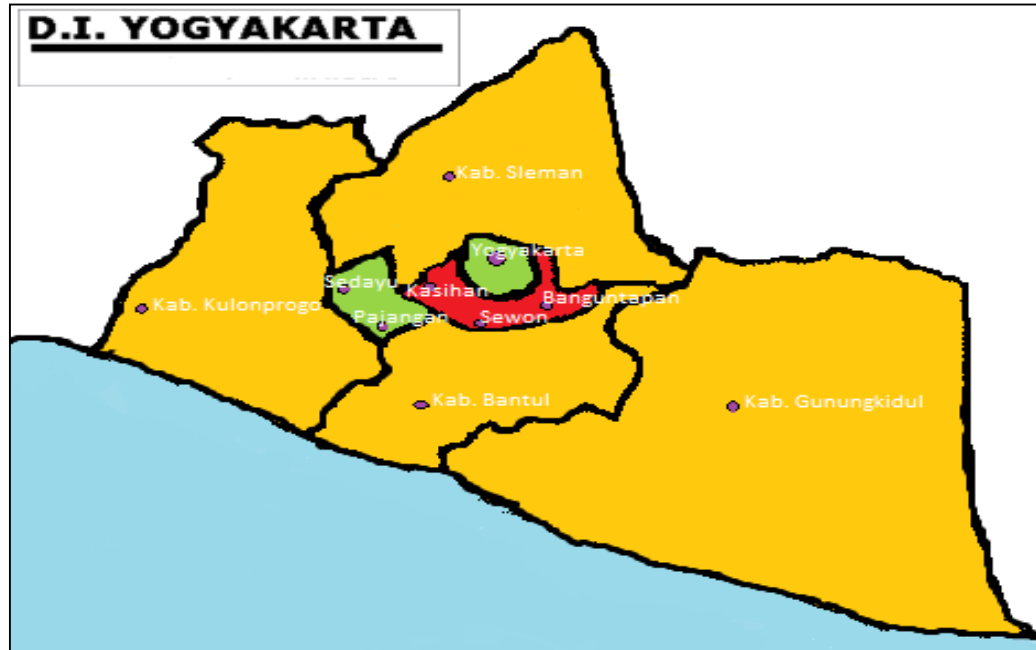 D.I. YOGYAKARTA
Kab. Sleman
Yogyakarta
Sedayu
Kasihan
Banguntapan
Kab. Kulonprogo
Pajangan
Sewon
Kab. Bantul
Kab. Gunungkidul